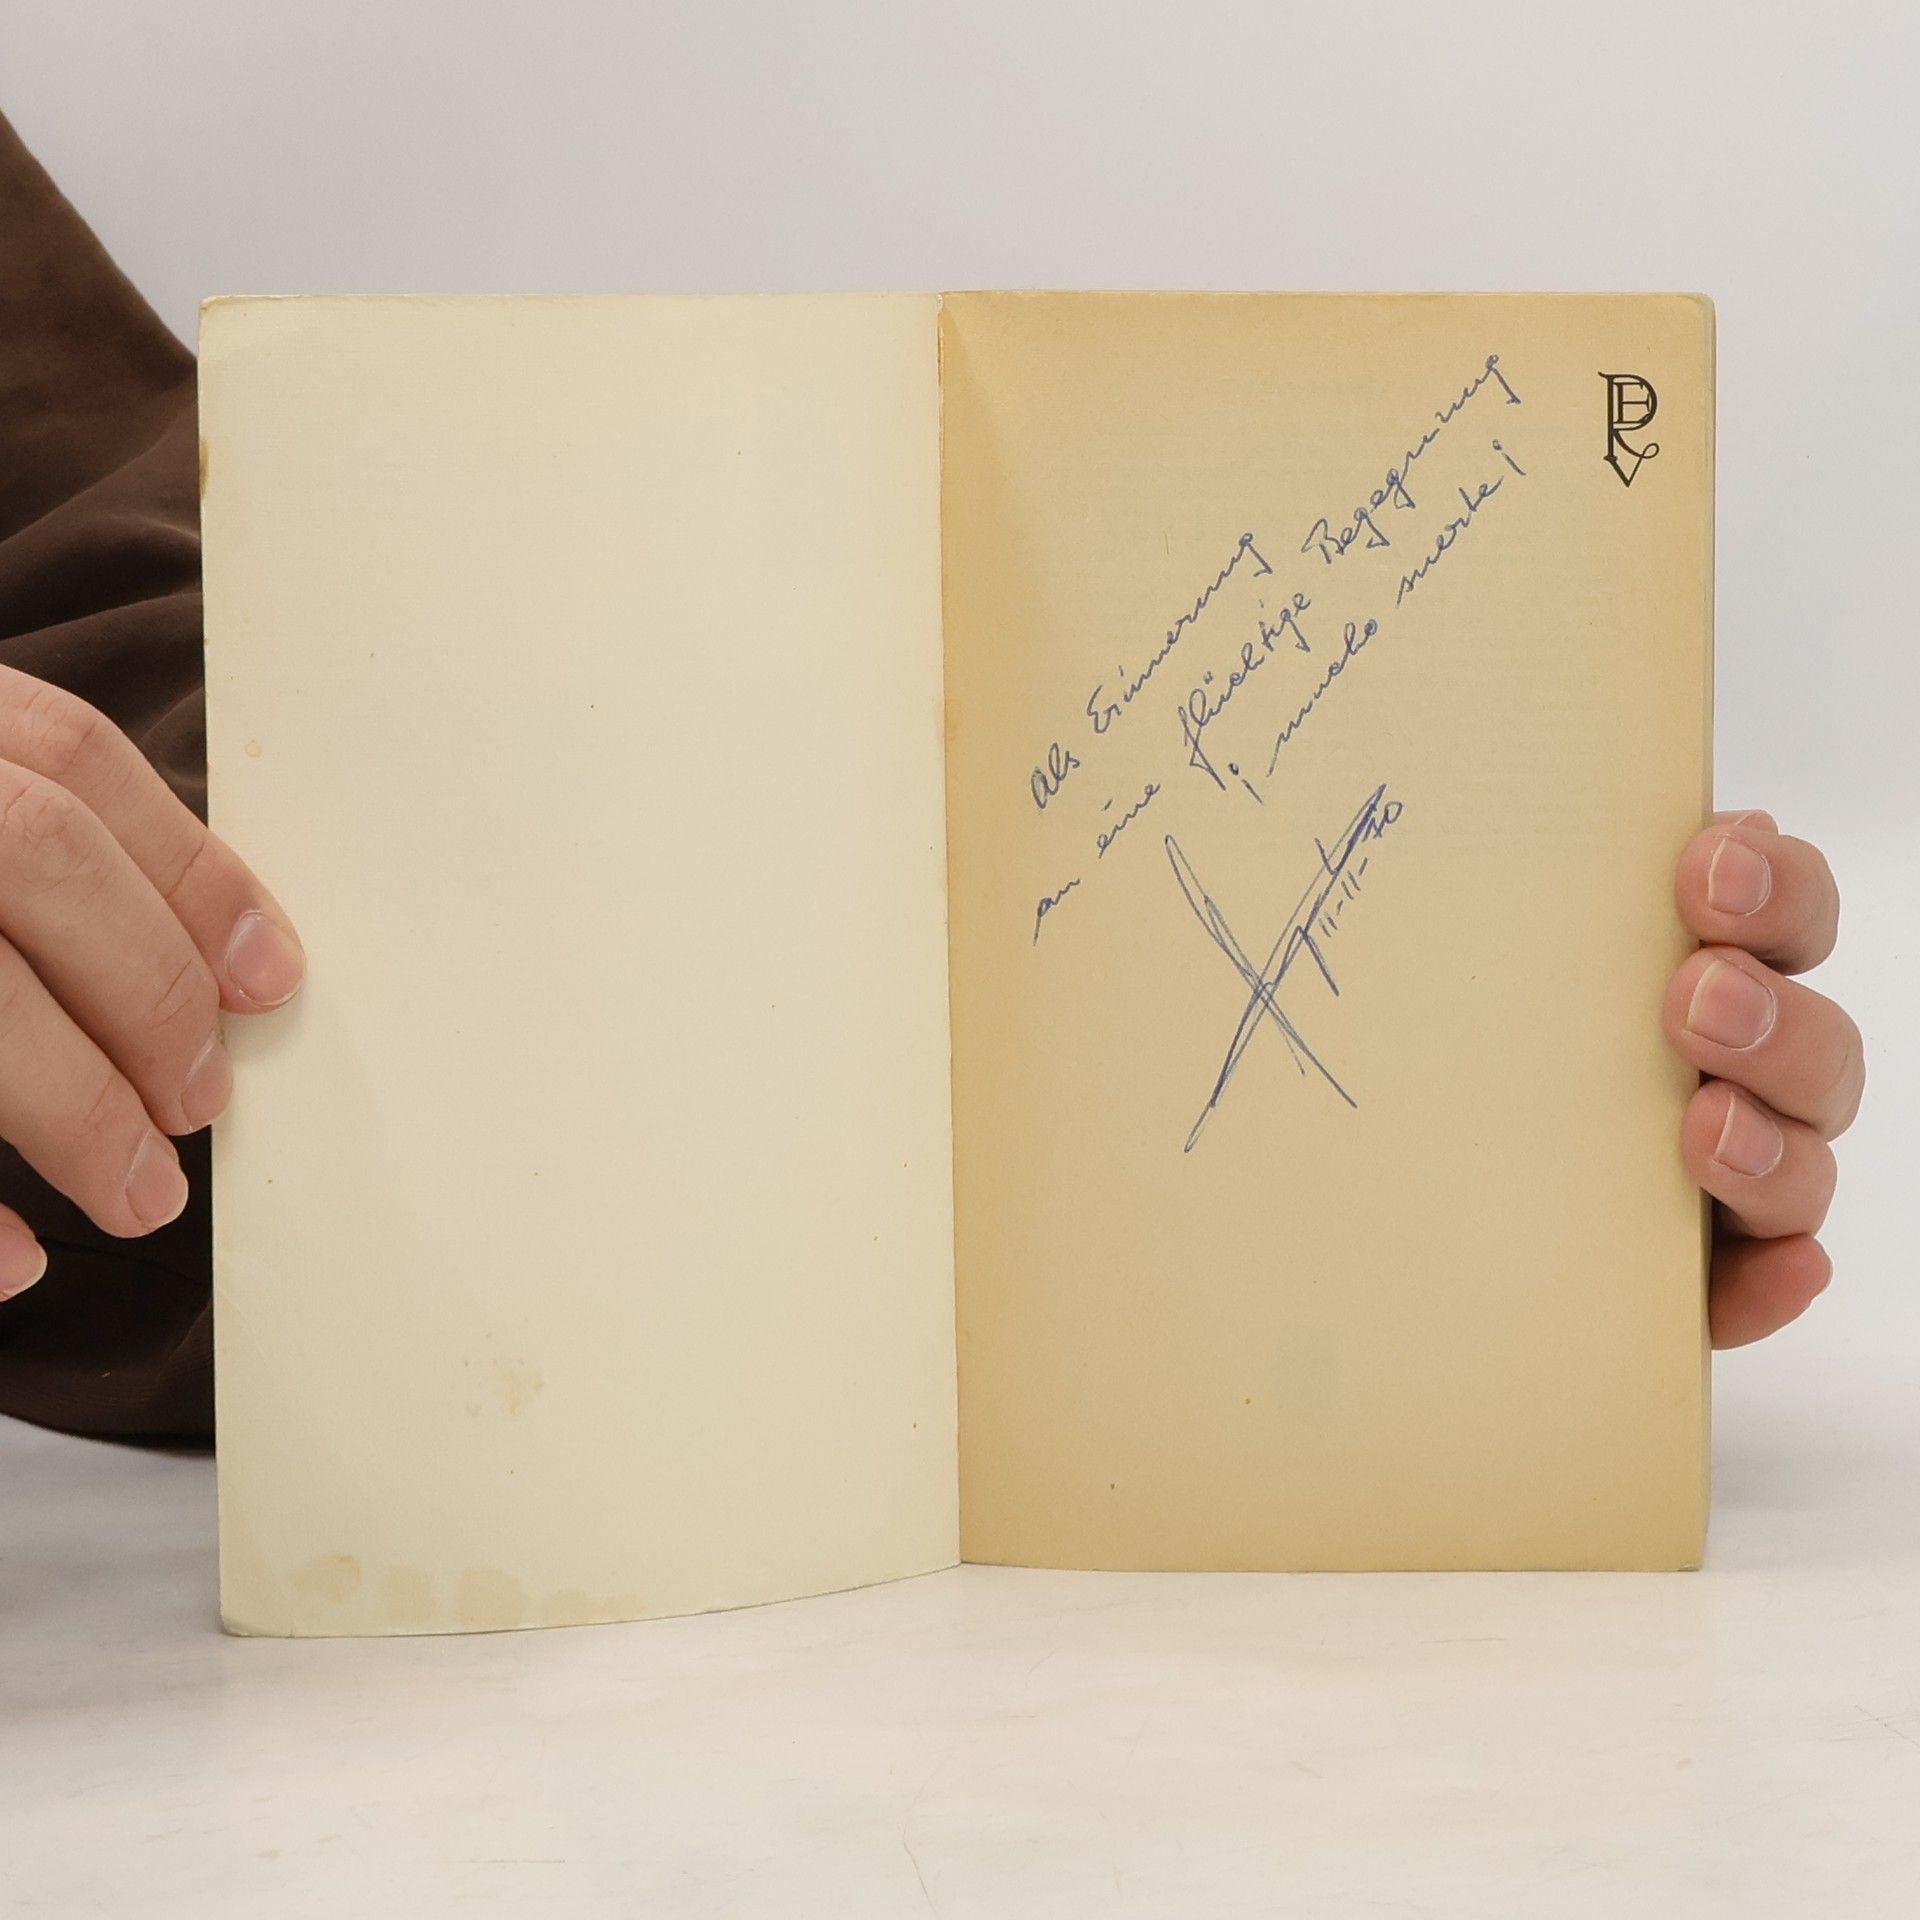 Als Erinnerung
an eine flüchtige Begegnung
¡ mucha suerte !
11-11-70